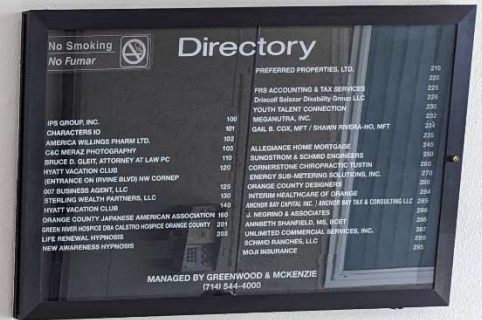 No Smoking
No Fumar
Directory
IPS GROUP, INC. 100
CHARACTERS IO 101
AMERICA WILLINGS PHARM LTD. 102
C&C MERAZ PHOTOGRAPHY 105
BRUCE D. GLEIT, ATTORNEY AT LAW PC 110
HYATT VACATION CLUB 120
(ENTRANCE ON IRVINE BLVD) NW CORNER
007 BUSINESS AGENT, LLC 125
STERLING WEALTH PARTNERS, LLC 130
HYATT VACATION CLUB 140
ORANGE COUNTY JAPANESE AMERICAN ASSOCIATION 160
GREEN RIVER HOSPICE DBA CALSTRO HOSPICE ORANGE COUNTY 201
LIFE RENEWAL HYPNOSIS 203
NEW AWARENESS HYPNOSIS
PREFERRED PROPERTIES, LTD. 215
220
FRS ACCOUNTING & TAX SERVICES 225
Driscoll Salazar Disability Group LLC 226
YOUTH TALENT CONNECTION 230
MEGANUTRA, INC. 232
GAIL B. COX, MFT / SHAWN RIVERA-HO, MFT 234
235
ALLEGIANCE HOME MORTGAGE 245
SUNDSTROM & SCHMID ENGINEERS 250
CORNERSTONE CHIROPRACTIC TUSTIN 260
ENERGY SUB-METERING SOLUTIONS, INC. 270
ORANGE COUNTY DESIGNERS 280
INTERIM HEALTHCARE OF ORANGE 284
ANCHOR BAY CAPITAL INC. / ANCHOR BAY TAX & CONSULTING LLC 285
J. NEGRINO & ASSOCIATES 286
ANNBETH SHANFIELD, MS, BCET 286
UNLIMITED COMMERCIAL SERVICES, INC. 287
SCHMID RANCHES, LLC 290
MOJI INSURANCE 295
MANAGED BY GREENWOOD & MCKENZIE
(714) 544-4000